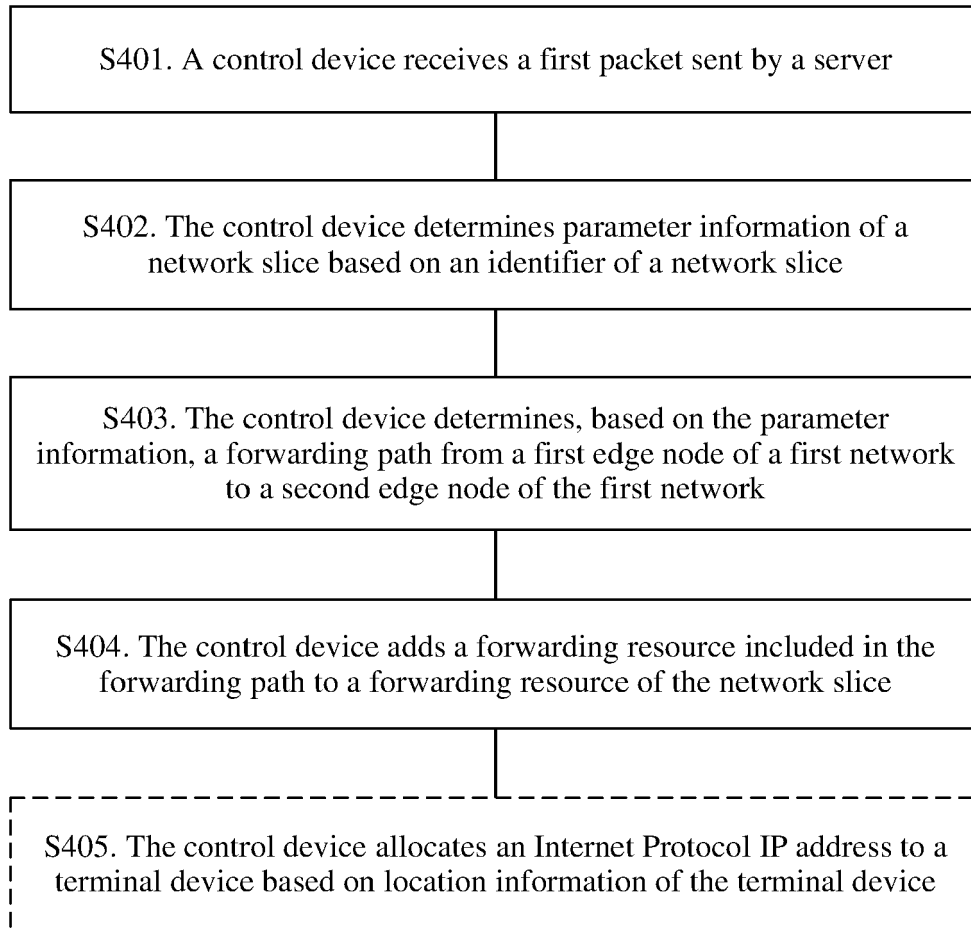 S401. A control device receives a first packet sent by a server
S402. The control device determines parameter information of a
network slice based on an identifier of a network slice
S403. The control device determines, based on the parameter
information, a forwarding path from a first edge node of a first network
to a second edge node of the first network
S404. The control device adds a forwarding resource included in the
forwarding path to a forwarding resource of the network slice
S405. The control device allocates an Internet Protocol IP address to a
terminal device based on location information of the terminal device